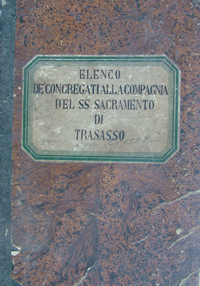 ELENCO
DE' CONGREGATI ALLA COMPAGNIA
DEL SS SACRAMENTO
DI
TRASASSO